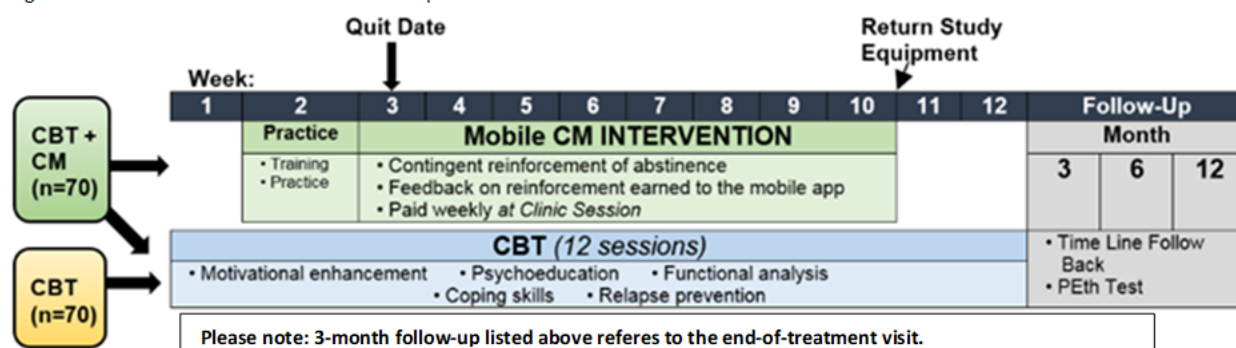 Quit Date
Return Study
Equipment
Week:
1 2 3 4 5 6 7 8 9 10 11 12 Follow-Up
CBT +
CM
(n=70)
Practice
• Training
• Practice
Mobile CM INTERVENTION
• Contingent reinforcement of abstinence
• Feedback on reinforcement earned to the mobile app
• Paid weekly at Clinic Session
Month
3 6 12
CBT
(n=70)
CBT (12 sessions)
• Motivational enhancement • Psychoeducation • Functional analysis
• Coping skills • Relapse prevention
• Time Line Follow
Back
• PEth Test
Please note: 3-month follow-up listed above referes to the end-of-treatment visit.